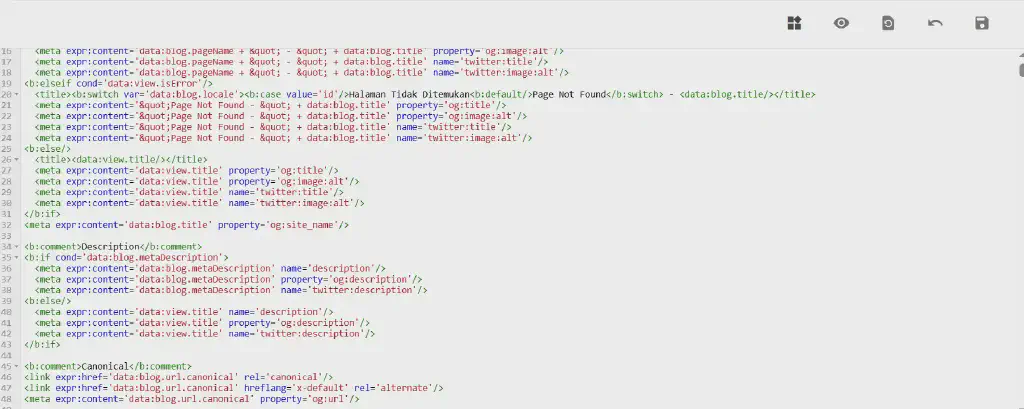 16 <meta expr:content='data:blog.pageName + &quot; - &quot; + data:blog.title' property='og:image:alt'/>
17 <meta expr:content='data:blog.pageName + &quot; - &quot; + data:blog.title' name='twitter:title'/>
18 <meta expr:content='data:blog.pageName + &quot; - &quot; + data:blog.title' name='twitter:image:alt'/>
19 <b:elseif cond='data:view.isError'/>
20 <title><b:switch var='data:blog.locale'><b:case value='id'/>Halaman Tidak Ditemukan<b:default/>Page Not Found</b:switch> - <data:blog.title/></title>
21 <meta expr:content='&quot;Page Not Found - &quot; + data:blog.title' property='og:title'/>
22 <meta expr:content='&quot;Page Not Found - &quot; + data:blog.title' property='og:image:alt'/>
23 <meta expr:content='&quot;Page Not Found - &quot; + data:blog.title' name='twitter:title'/>
24 <meta expr:content='&quot;Page Not Found - &quot; + data:blog.title' name='twitter:image:alt'/>
25 <b:else/>
26 <title><data:view.title/></title>
27 <meta expr:content='data:view.title' property='og:title'/>
28 <meta expr:content='data:view.title' property='og:image:alt'/>
29 <meta expr:content='data:view.title' name='twitter:title'/>
30 <meta expr:content='data:view.title' name='twitter:image:alt'/>
31 </b:if>
32 <meta expr:content='data:blog.title' property='og:site_name'/>
33
34 <b:comment>Description</b:comment>
35 <b:if cond='data:blog.metaDescription'>
36 <meta expr:content='data:blog.metaDescription' name='description'/>
37 <meta expr:content='data:blog.metaDescription' property='og:description'/>
38 <meta expr:content='data:blog.metaDescription' name='twitter:description'/>
39 <b:else/>
40 <meta expr:content='data:view.title' name='description'/>
41 <meta expr:content='data:view.title' property='og:description'/>
42 <meta expr:content='data:view.title' name='twitter:description'/>
43 </b:if>
44
45 <b:comment>Canonical</b:comment>
46 <link expr:href='data:blog.url.canonical' rel='canonical'/>
47 <link expr:href='data:blog.url.canonical' hreflang='x-default' rel='alternate'/>
48 <meta expr:content='data:blog.url.canonical' property='og:url'/>